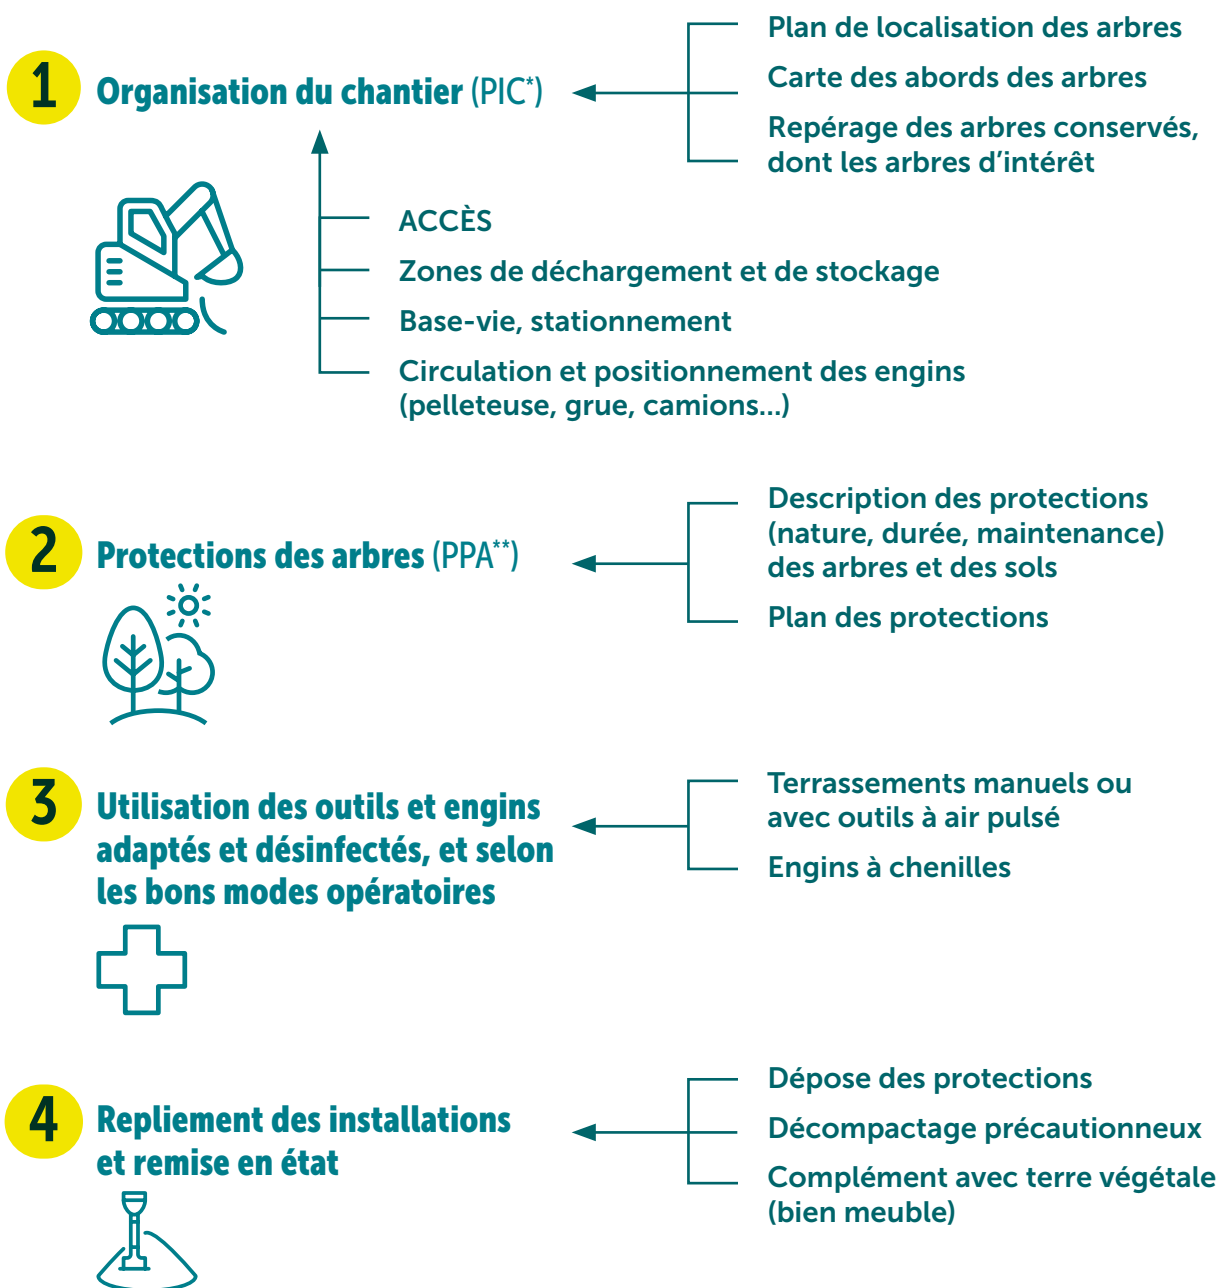 1
Organisation du chantier (PIC*)
Plan de localisation des arbres
Carte des abords des arbres
Repérage des arbres conservés,
dont les arbres d’intérêt
ACCÈS
Zones de déchargement et de stockage
Base-vie, stationnement
Circulation et positionnement des engins
(pelleteuse, grue, camions...)
2
Protections des arbres (PPA**)
Description des protections
(nature, durée, maintenance)
des arbres et des sols
Plan des protections
3
Utilisation des outils et engins
adaptés et désinfectés, et selon
les bons modes opératoires
Terrassements manuels ou
avec outils à air pulsé
Engins à chenilles
4
Repliement des installations
et remise en état
Dépose des protections
Décompactage précautionneux
Complément avec terre végétale
(bien meuble)